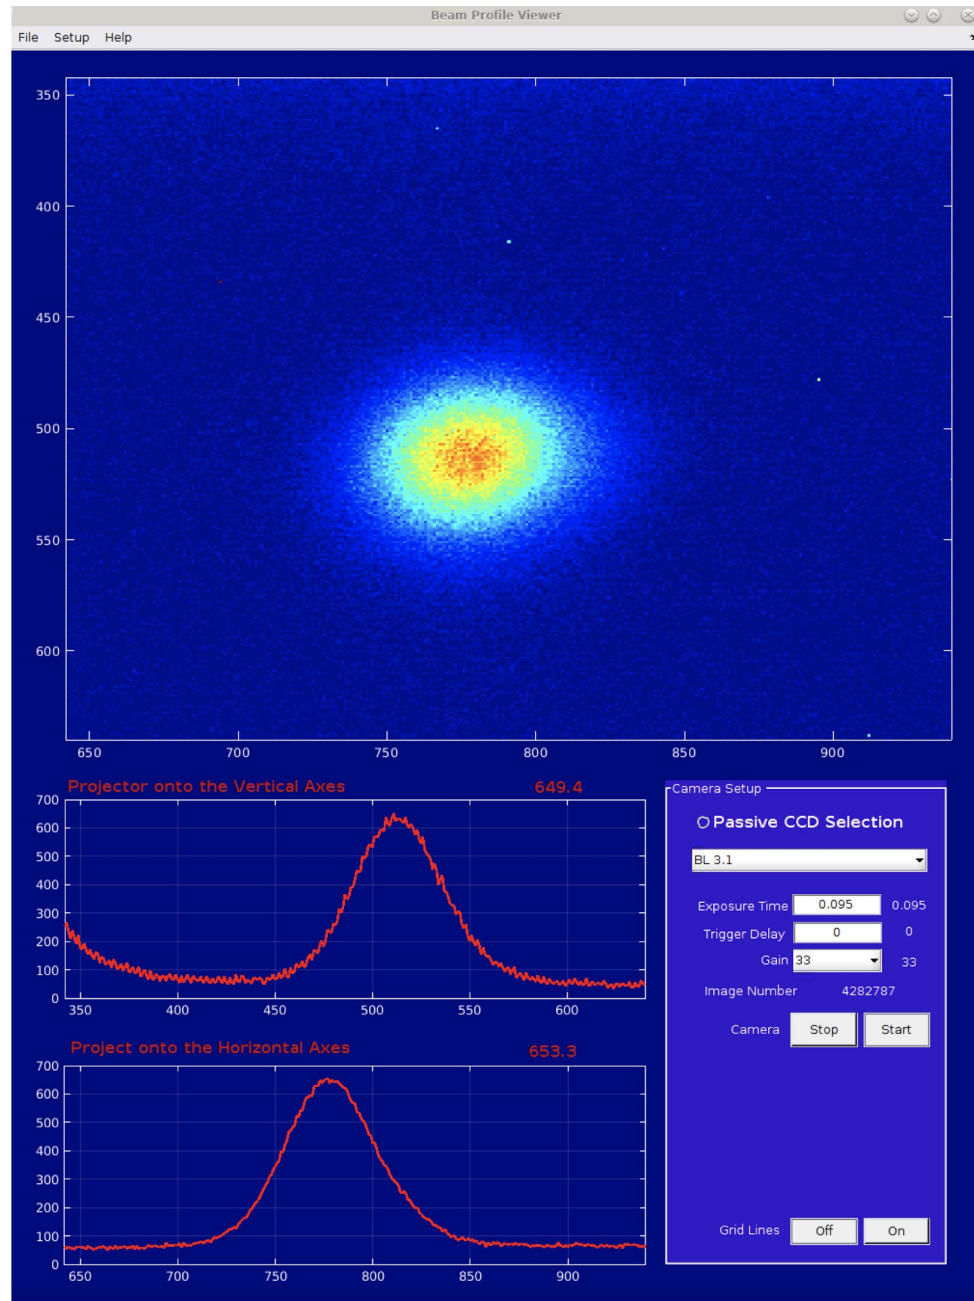 Beam Profile Viewer
File Setup Help
350
400
450
500
550
600
650 700 750 800 850 900
Projector onto the Vertical Axes 649.4
700
600
500
400
300
200
100
0
350 400 450 500 550 600
Project onto the Horizontal Axes 653.3
700
600
500
400
300
200
100
0
650 700 750 800 850 900
Camera Setup
Passive CCD Selection
BL 3.1
Exposure Time 0.095 0.095
Trigger Delay 0 0
Gain 33 33
Image Number 4282787
Camera Stop Start
Grid Lines Off On